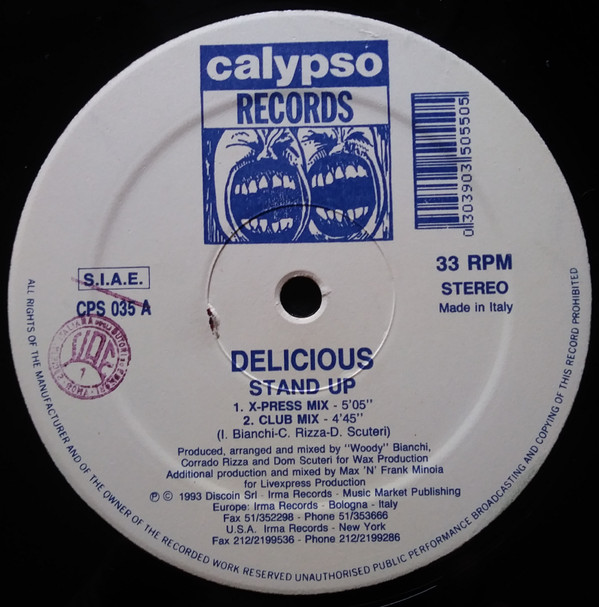 calypso
RECORDS
0 303903 505505
S.I.A.E.
CPS 035 A
33 RPM
STEREO
Made in Italy
DELICIOUS
STAND UP
1. X-PRESS MIX - 5'05''
2. CLUB MIX - 4'45''
(I. Bianchi-C. Rizza-D. Scuteri)
Produced, arranged and mixed by "Woody" Bianchi,
Corrado Rizza and Dom Scuteri for Wax Production
Additional production and mixed by Max 'N' Frank Minoia
for Livexpress Production
℗ © 1993 Discoin Srl - Irma Records - Music Market Publishing
Europe: Irma Records - Bologna - Italy
Fax 51/352298 - Phone 51/353666
U.S.A. Irma Records - New York
Fax 212/2199536 - Phone 212/2199286
ALL RIGHTS OF THE MANUFACTURER AND OF THE OWNER OF THE RECORDED WORK RESERVED UNAUTHORISED PUBLIC PERFORMANCE BROADCASTING AND COPYING OF THIS RECORD PROHIBITED